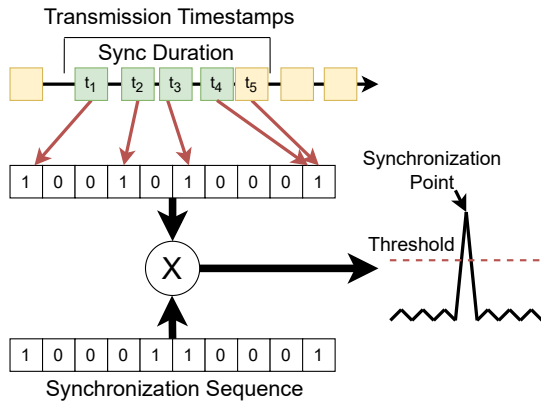 Transmission Timestamps
Sync Duration
t1 t2 t3 t4 t5
1 0 0 1 0 1 0 0 0 1
Synchronization
Point
Threshold
X
1 0 0 0 1 1 0 0 0 1
Synchronization Sequence